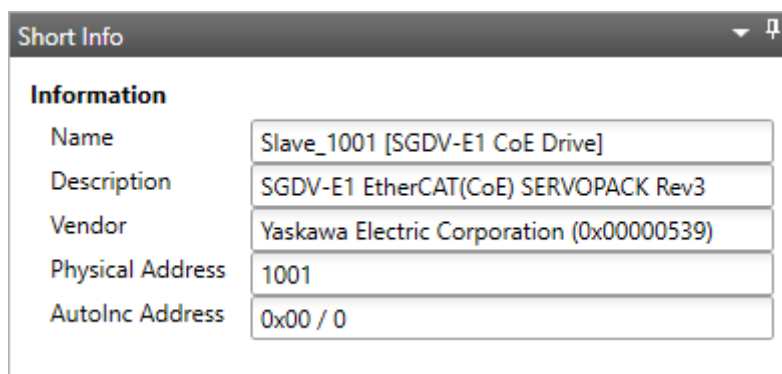 Short Info
Information
Name Slave_1001 [SGDV-E1 CoE Drive]
Description SGDV-E1 EtherCAT(CoE) SERVOPACK Rev3
Vendor Yaskawa Electric Corporation (0x00000539)
Physical Address 1001
AutoInc Address 0x00 / 0